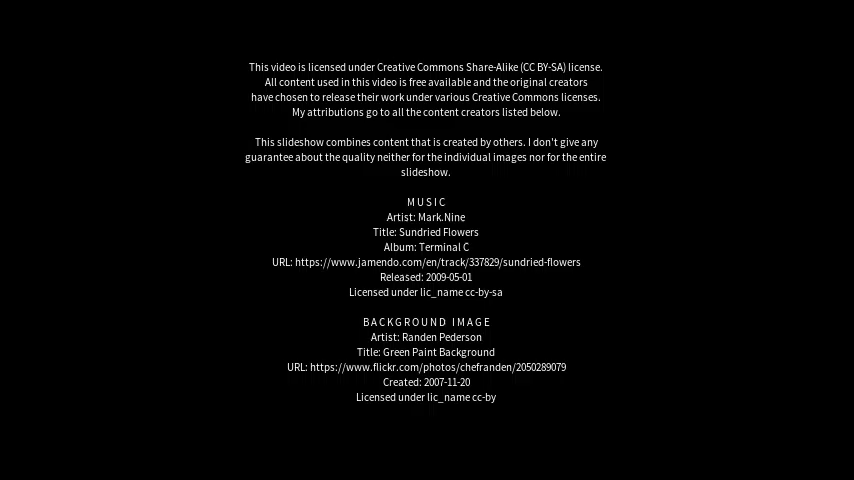 This video is licensed under Creative Commons Share-Alike (CC BY-SA) license.
All content used in this video is free available and the original creators
have chosen to release their work under various Creative Commons licenses.
My attributions go to all the content creators listed below.
This slideshow combines content that is created by others. I don't give any
guarantee about the quality neither for the individual images nor for the entire
slideshow.
MUSIC
Artist: Mark.Nine
Title: Sundried Flowers
Album: Terminal C
URL: https://www.jamendo.com/en/track/337829/sundried-flowers
Released: 2009-05-01
Licensed under lic_name cc-by-sa
BACKGROUND IMAGE
Artist: Randen Pederson
Title: Green Paint Background
URL: https://www.flickr.com/photos/chefranden/2050289079
Created: 2007-11-20
Licensed under lic_name cc-by